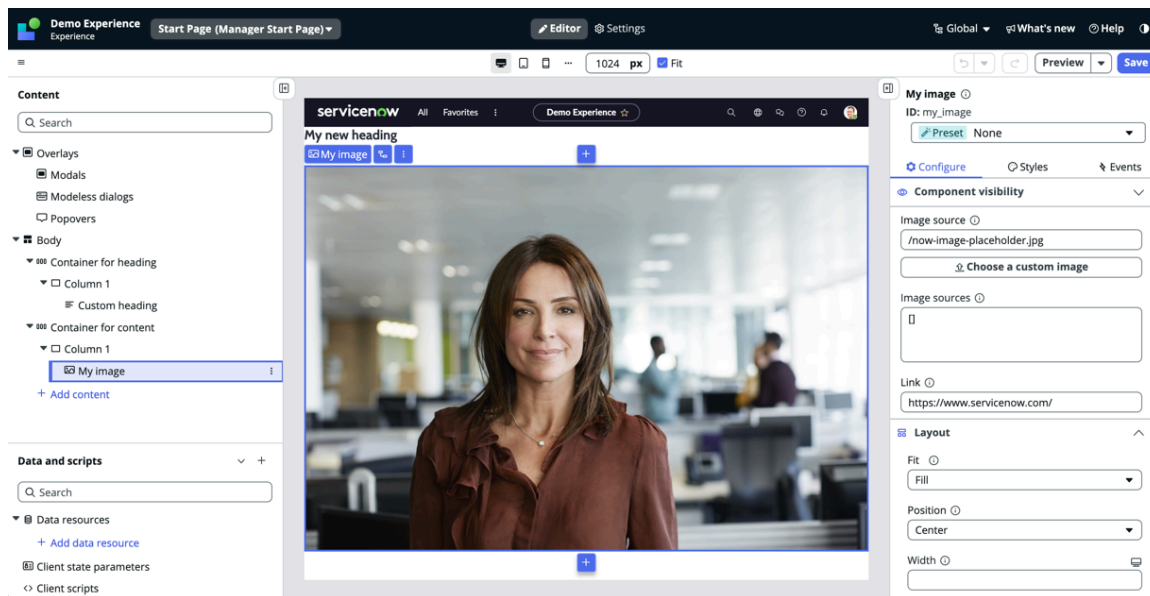 Demo Experience
Experience
Start Page (Manager Start Page)
Editor
Settings
Global
What's new
Help
1024 px
Fit
Preview
Save
Content
Search
Overlays
Modals
Modeless dialogs
Popovers
Body
Container for heading
Column 1
Custom heading
Container for content
Column 1
My image
+ Add content
Data and scripts
Search
Data resources
+ Add data resource
Client state parameters
Client scripts
servicenow
All
Favorites
Demo Experience
My new heading
My image
My image
ID: my_image
Preset None
Configure
Styles
Events
Component visibility
Image source
/now-image-placeholder.jpg
Choose a custom image
Image sources
[]
Link
https://www.servicenow.com/
Layout
Fit
Fill
Position
Center
Width